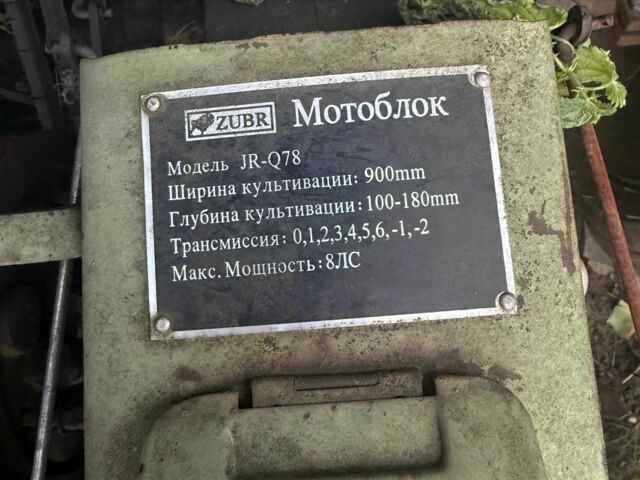 ZUBR Мотоблок
Модель JR-Q78
Ширина культивации: 900mm
Глубина культивации: 100-180mm
Трансмиссия: 0,1,2,3,4,5,6,-1,-2
Макс. Мощность:8ЛС